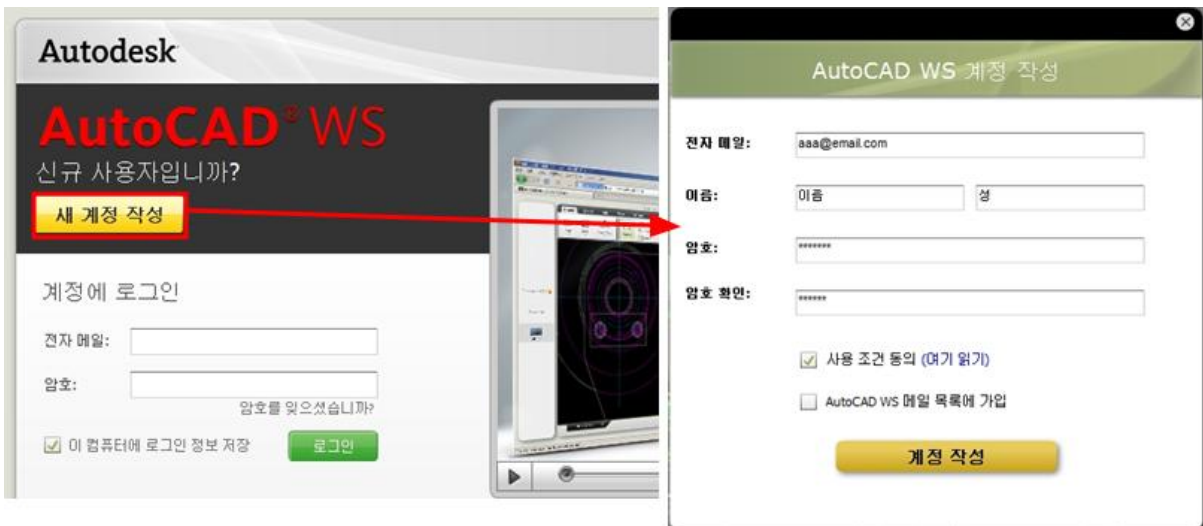 Autodesk
AutoCAD® WS
신규 사용자입니까?
새 계정 작성
계정에 로그인
전자 메일:
암호:
암호를 잊으셨습니까?
이 컴퓨터에 로그인 정보 저장
로그인
AutoCAD WS 계정 작성
전자 메일:
aaa@email.com
이름:
이름
성
암호:
*******
암호 확인:
******
사용 조건 동의 (여기 읽기)
AutoCAD WS 메일 목록에 가입
계정 작성